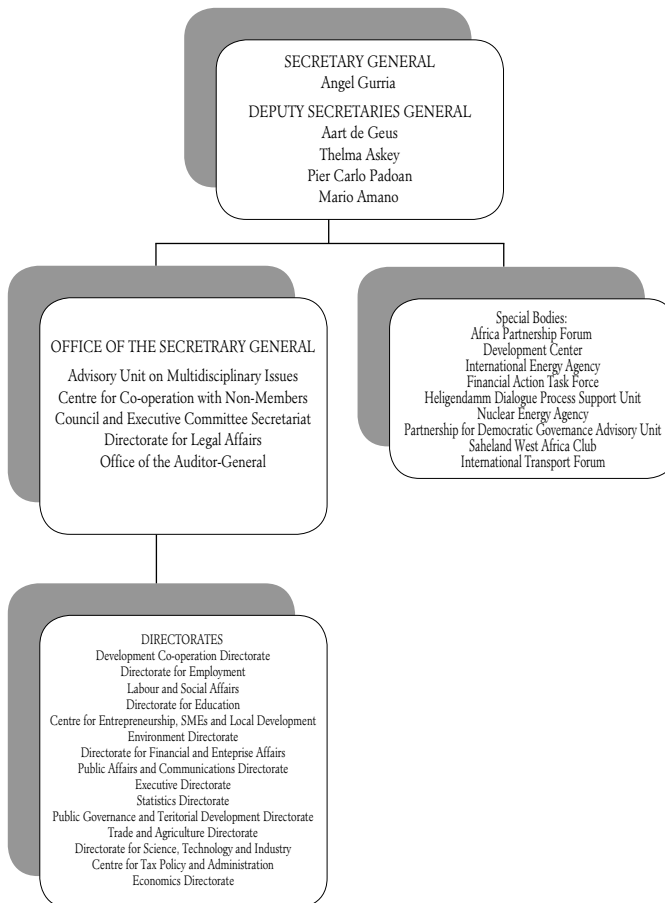 SECRETARY GENERAL
Angel Gurria
DEPUTY SECRETARIES GENERAL
Aart de Geus
Thelma Askey
Pier Carlo Padoan
Mario Amano
OFFICE OF THE SECRETRARY GENERAL
Advisory Unit on Multidisciplinary Issues
Centre for Co-operation with Non-Members
Council and Executive Committee Secretariat
Directorate for Legal Affairs
Office of the Auditor-General
Special Bodies:
Africa Partnership Forum
Development Center
International Energy Agency
Financial Action Task Force
Heligendamm Dialogue Process Support Unit
Nuclear Energy Agency
Partnership for Democratic Governance Advisory Unit
Saheland West Africa Club
International Transport Forum
DIRECTORATES
Development Co-operation Directorate
Directorate for Employment
Labour and Social Affairs
Directorate for Education
Centre for Entrepreneurship, SMEs and Local Development
Environment Directorate
Directorate for Financial and Enteprise Affairs
Public Affairs and Communications Directorate
Executive Directorate
Statistics Directorate
Public Governance and Teritorial Development Directorate
Trade and Agriculture Directorate
Directorate for Science, Technology and Industry
Centre for Tax Policy and Administration
Economics Directorate